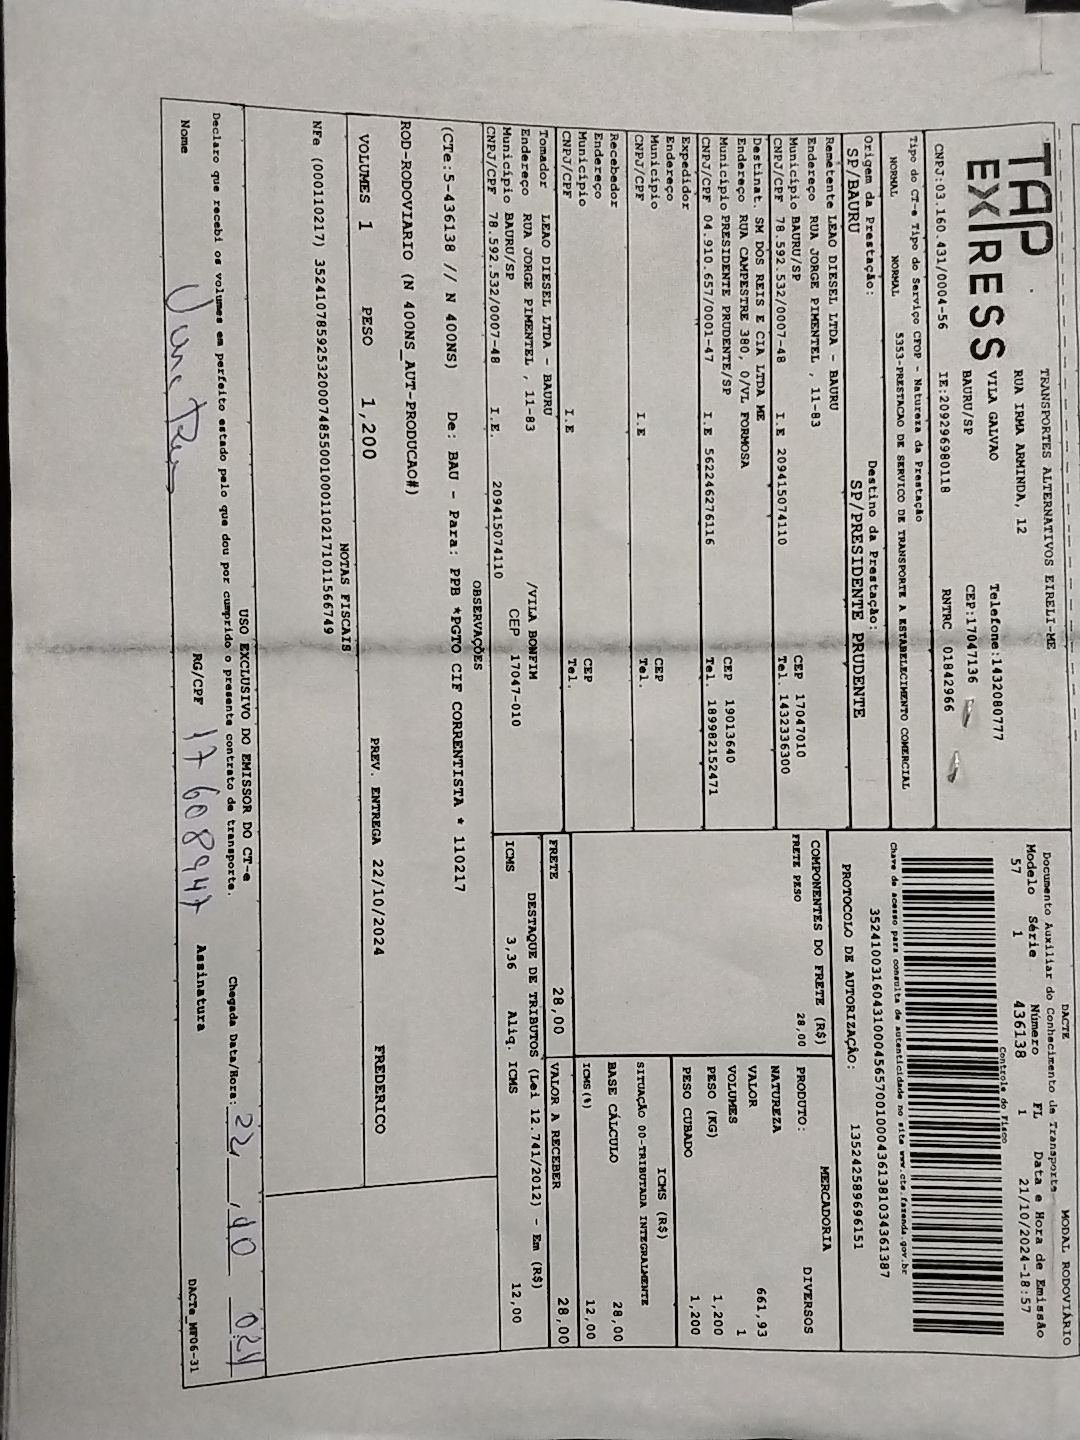 TAP
EXPRESS
TRANSPORTES ALTERNATIVOS EIRELI-ME
RUA IRMA ARMINDA, 12
VILA GALVAO Telefone:1432080777
BAURU/SP CEP:17047136
CNPJ:03.160.431/0004-56 IE:209296980118 RNTRC 01842966
DACTE MODAL RODOVIÁRIO
Documento Auxiliar do Conhecimento de Transporte
Modelo Série Número FL Data e Hora de Emissão
57 1 436138 1 21/10/2024-18:57
Controle do Fisco
Chave de acesso para consulta de autenticidade no site www.cte.fazenda.gov.br
35241003160431000456570010004361381034361387
PROTOCOLO DE AUTORIZAÇÃO: 135242589696151
Tipo do CT-e Tipo do Serviço CFOP - Natureza da Prestação
NORMAL NORMAL 5353-PRESTACAO DE SERVICO DE TRANSPORTE A ESTABELECIMENTO COMERCIAL
Origem da Prestação: Destino da Prestação:
SP/BAURU SP/PRESIDENTE PRUDENTE
Remetente LEAO DIESEL LTDA - BAURU
Endereço RUA JORGE PIMENTEL , 11-83
Município BAURU/SP CEP 17047010
CNPJ/CPF 78.592.532/0007-48 I.E 209415074110 Tel. 1432336300
Destinat. SM DOS REIS E CIA LTDA ME
Endereço RUA CAMPESTRE 380, 0/VL FORMOSA
Município PRESIDENTE PRUDENTE/SP CEP 19013640
CNPJ/CPF 04.910.657/0001-47 I.E 562246276116 Tel. 189982152471
Expedidor
Endereço
Município CEP
CNPJ/CPF I.E Tel.
Recebedor
Endereço
Município CEP
CNPJ/CPF I.E Tel.
Tomador LEAO DIESEL LTDA - BAURU
Endereço RUA JORGE PIMENTEL , 11-83 /VILA BONFIM
Município BAURU/SP CEP 17047-010
CNPJ/CPF 78.592.532/0007-48 I.E. 209415074110
COMPONENTES DO FRETE (R$)
FRETE PESO 28,00
MERCADORIA
PRODUTO: DIVERSOS
NATUREZA
VALOR 661,93
VOLUMES 1
PESO (KG) 1,200
PESO CUBADO 1,200
ICMS (R$)
SITUAÇÃO 00-TRIBUTADA INTEGRALMENTE
BASE CÁLCULO 28,00
ICMS(%) 12,00
FRETE 28,00 VALOR A RECEBER 28,00
DESTAQUE DE TRIBUTOS (Lei 12.741/2012) - Em (R$)
ICMS 3,36 Aliq. ICMS 12,00
OBSERVAÇÕES
(CTe:5-436138 // N 400NS) De: BAU - Para: PPB *PGTO CIF CORRENTISTA * 110217
ROD-RODOVIARIO (N 400NS_AUT-PRODUCAO#)
VOLUMES 1 PESO 1,200 PREV. ENTREGA 22/10/2024 FREDERICO
NOTAS FISCAIS
NFe (000110217) 35241078592532000748550010001102171011566749
USO EXCLUSIVO DO EMISSOR DO CT-e
Declaro que recebi os volumes em perfeito estado pelo que dou por cumprido o presente contrato de transporte. Chegada Data/Hora: 22 10 024
Nome RG/CPF 17608947 Assinatura DACTe_MF06-31